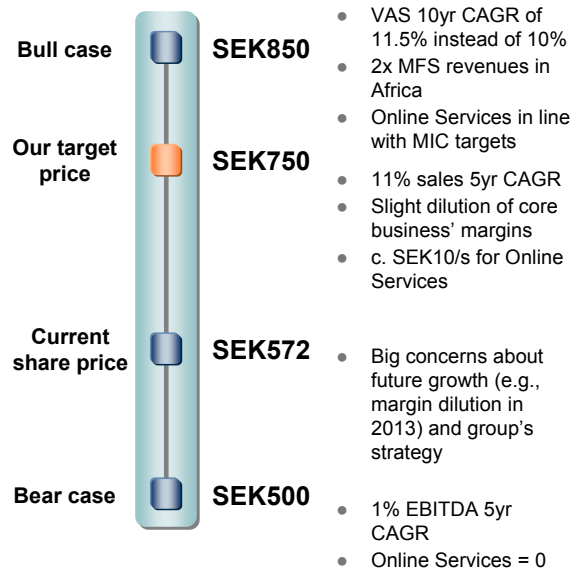 Bull case
SEK850
● VAS 10yr CAGR of
11.5% instead of 10%
● 2x MFS revenues in
Africa
● Online Services in line
with MIC targets
Our target
price
SEK750
● 11% sales 5yr CAGR
● Slight dilution of core
business’ margins
● c. SEK10/s for Online
Services
Current
share price
SEK572
● Big concerns about
future growth (e.g.,
margin dilution in
2013) and group’s
strategy
Bear case
SEK500
● 1% EBITDA 5yr
CAGR
● Online Services = 0